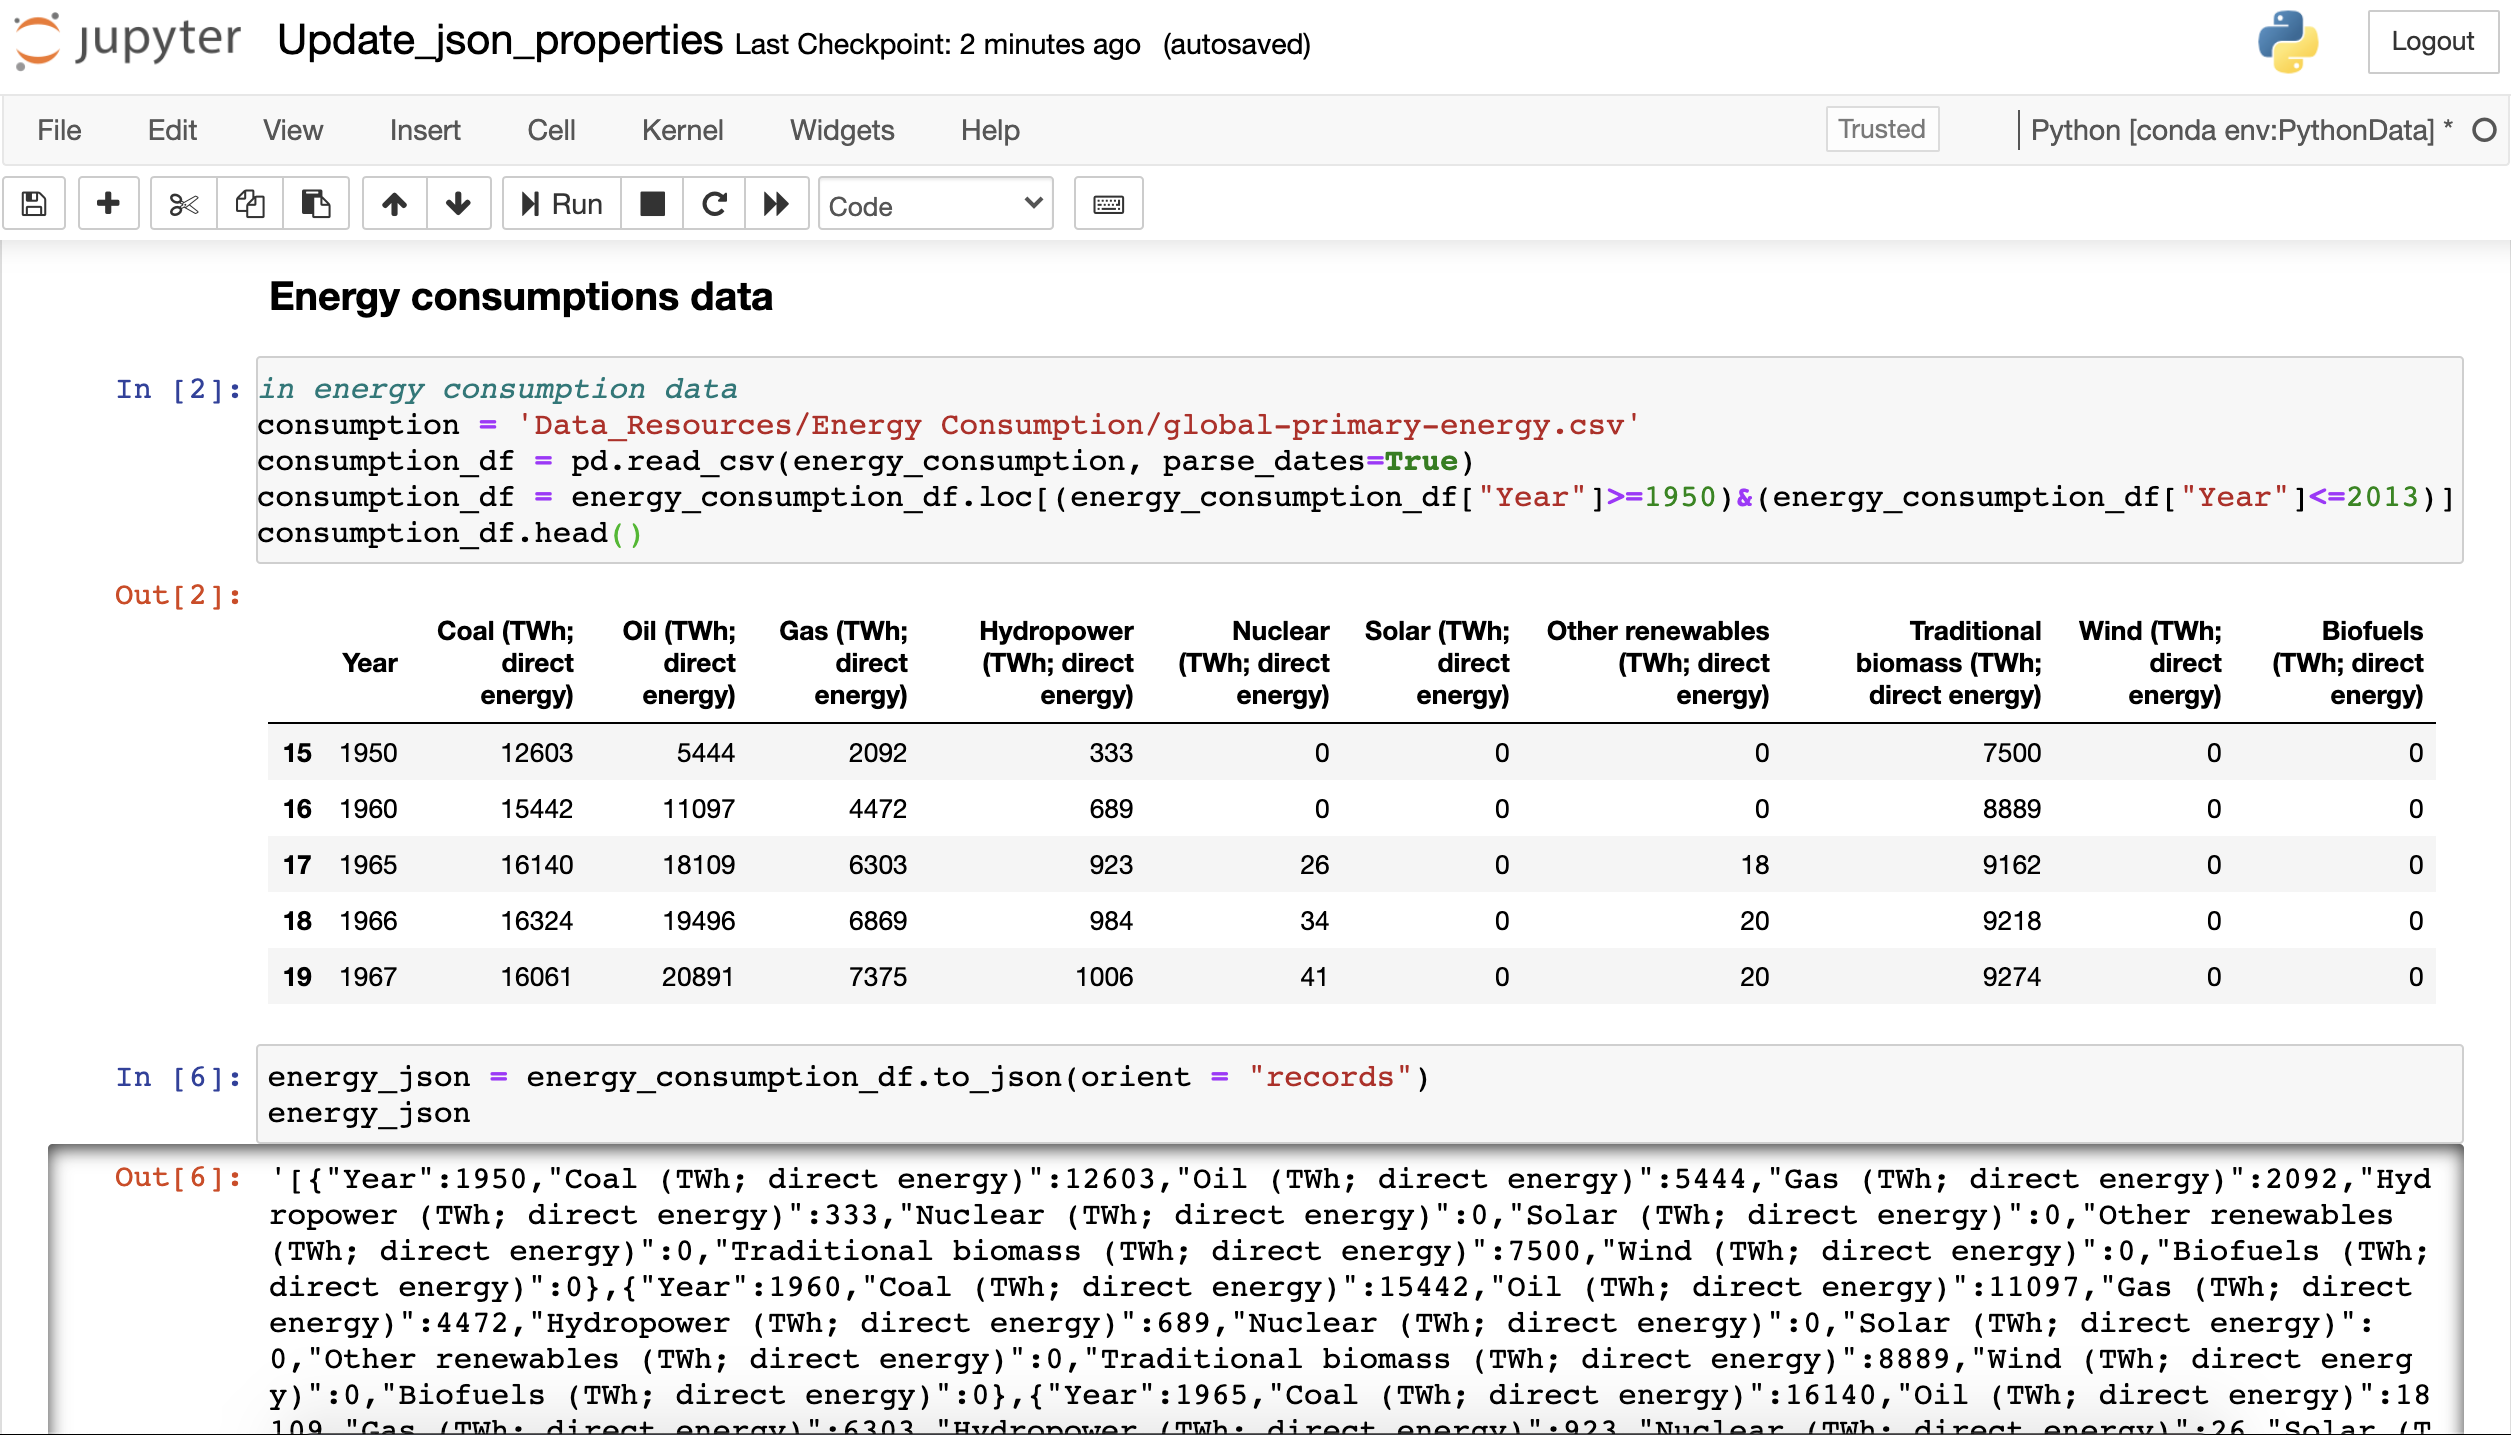 jupyter Update_json_properties Last Checkpoint: 2 minutes ago (autosaved) Logout
File Edit View Insert Cell Kernel Widgets Help Trusted Python [conda env:PythonData] *
Run Code
Energy consumptions data
In [2]: in energy consumption data
consumption = 'Data_Resources/Energy Consumption/global-primary-energy.csv'
consumption_df = pd.read_csv(energy_consumption, parse_dates=True)
consumption_df = energy_consumption_df.loc[(energy_consumption_df["Year"]>=1950)&(energy_consumption_df["Year"]<=2013)]
consumption_df.head()
Out[2]:
Coal (TWh; Oil (TWh; Gas (TWh; Hydropower Nuclear Solar (TWh; Other renewables Traditional Wind (TWh; Biofuels
Year direct direct direct (TWh; direct (TWh; direct direct (TWh; direct biomass (TWh; direct (TWh; direct
energy) energy) energy) energy) energy) energy) energy) direct energy) energy) energy)
15 1950 12603 5444 2092 333 0 0 0 7500 0 0
16 1960 15442 11097 4472 689 0 0 0 8889 0 0
17 1965 16140 18109 6303 923 26 0 18 9162 0 0
18 1966 16324 19496 6869 984 34 0 20 9218 0 0
19 1967 16061 20891 7375 1006 41 0 20 9274 0 0
In [6]: energy_json = energy_consumption_df.to_json(orient = "records")
energy_json
Out[6]: '[{"Year":1950,"Coal (TWh; direct energy)":12603,"Oil (TWh; direct energy)":5444,"Gas (TWh; direct energy)":2092,"Hyd
ropower (TWh; direct energy)":333,"Nuclear (TWh; direct energy)":0,"Solar (TWh; direct energy)":0,"Other renewables
(TWh; direct energy)":0,"Traditional biomass (TWh; direct energy)":7500,"Wind (TWh; direct energy)":0,"Biofuels (TWh;
direct energy)":0},{"Year":1960,"Coal (TWh; direct energy)":15442,"Oil (TWh; direct energy)":11097,"Gas (TWh; direct
energy)":4472,"Hydropower (TWh; direct energy)":689,"Nuclear (TWh; direct energy)":0,"Solar (TWh; direct energy)":
0,"Other renewables (TWh; direct energy)":0,"Traditional biomass (TWh; direct energy)":8889,"Wind (TWh; direct energ
y)":0,"Biofuels (TWh; direct energy)":0},{"Year":1965,"Coal (TWh; direct energy)":16140,"Oil (TWh; direct energy)":18
109,"Gas (TWh; direct energy)":6303,"Hydropower (TWh; direct energy)":923,"Nuclear (TWh; direct energy)":26,"Solar (T